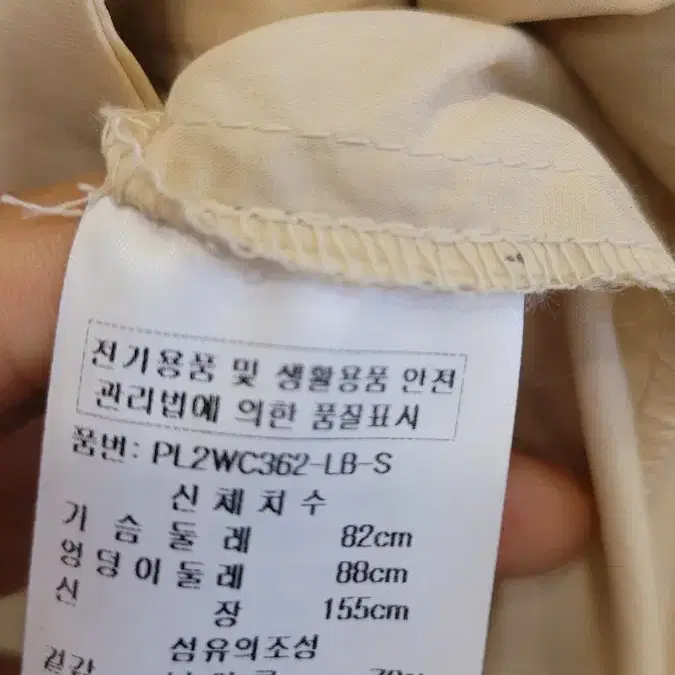 전기용품 및 생활용품 안전
관리법에 의한 품질표시
품번: PL2WC362-LB-S
신체치수
가슴둘레 82cm
엉덩이둘레 88cm
신장 155cm
섬유의조성
겉감